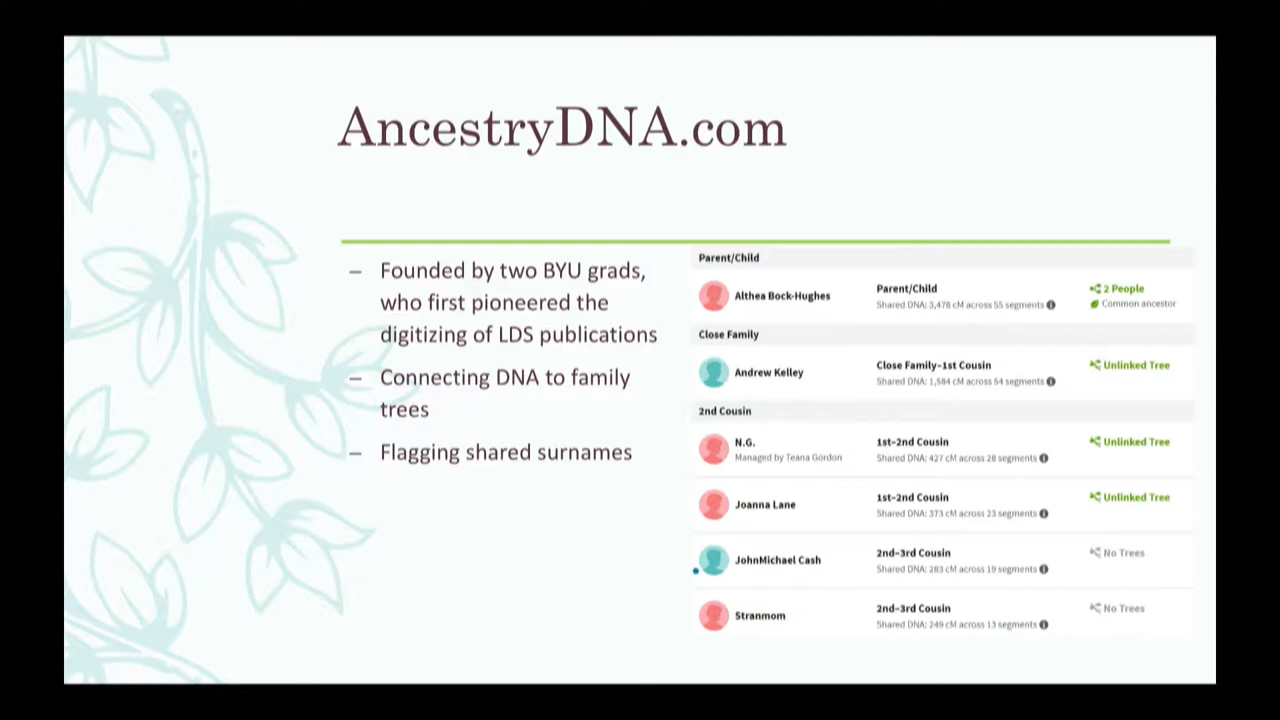 AncestryDNA.com
– Founded by two BYU grads,
who first pioneered the
digitizing of LDS publications
– Connecting DNA to family
trees
– Flagging shared surnames
Parent/Child
Althea Bock-Hughes
Parent/Child
Shared DNA: 3,478 cM across 55 segments
2 People
Common ancestor
Close Family
Andrew Kelley
Close Family–1st Cousin
Shared DNA: 1,584 cM across 54 segments
Unlinked Tree
2nd Cousin
N.G.
Managed by Teana Gordon
1st–2nd Cousin
Shared DNA: 427 cM across 28 segments
Unlinked Tree
Joanna Lane
1st–2nd Cousin
Shared DNA: 373 cM across 23 segments
Unlinked Tree
JohnMichael Cash
2nd–3rd Cousin
Shared DNA: 283 cM across 19 segments
No Trees
Stranmom
2nd–3rd Cousin
Shared DNA: 249 cM across 13 segments
No Trees